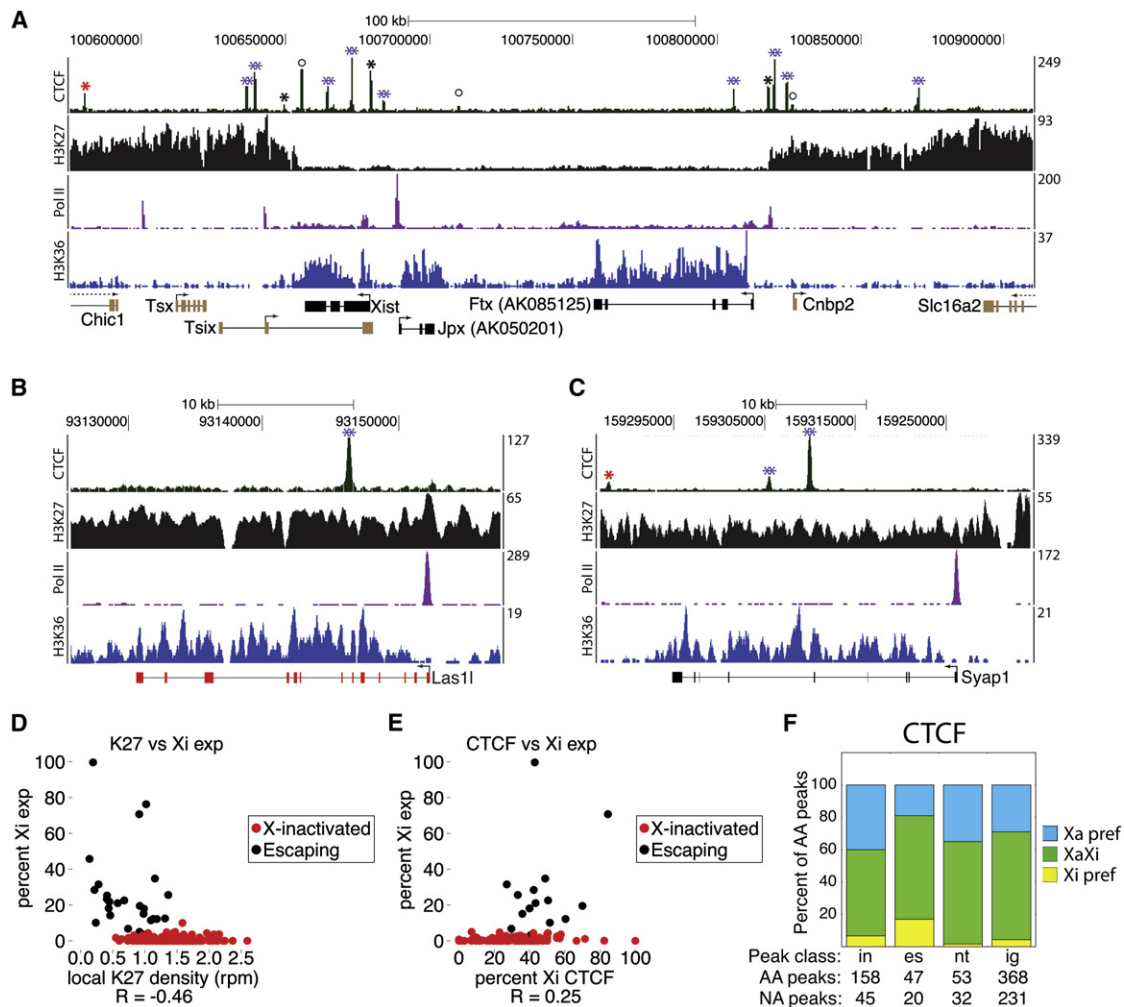 A
100 kb
100600000 100650000 100700000 100750000 100800000 100850000 100900000
CTCF 249
H3K27 93
Pol II 200
H3K36 37
Chic1 Tsx Tsix Xist Jpx (AK050201) Ftx (AK085125) Cnbp2 Slc16a2
B
10 kb
93130000 93140000 93150000
CTCF 127
H3K27 65
Pol II 289
H3K36 19
Las1l
C
10 kb
159295000 159305000 159315000 159250000
CTCF 339
H3K27 55
Pol II 172
H3K36 21
Syap1
D
K27 vs Xi exp
percent Xi exp
100
80
60
40
20
0
0.0 0.5 1.0 1.5 2.0 2.5
local K27 density (rpm)
R = -0.46
X-inactivated
Escaping
E
CTCF vs Xi exp
percent Xi exp
100
80
60
40
20
0
0 20 40 60 80 100
percent Xi CTCF
R = 0.25
X-inactivated
Escaping
F
CTCF
Percent of AA peaks
100
80
60
40
20
Xa pref
XaXi
Xi pref
Peak class: in es nt ig
AA peaks: 158 47 53 368
NA peaks: 45 20 32 231